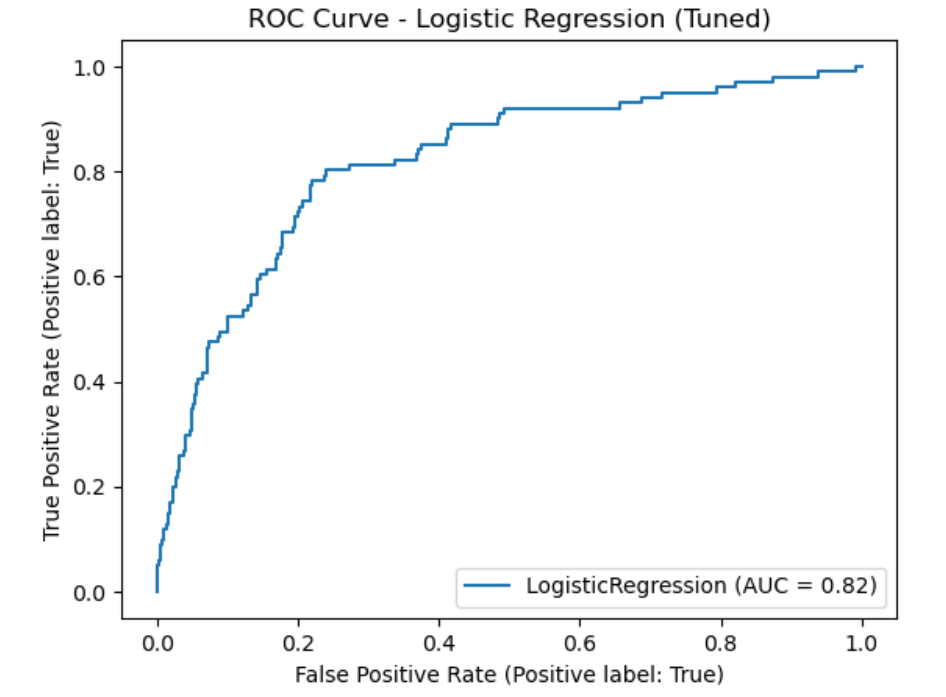 ROC Curve - Logistic Regression (Tuned)
True Positive Rate (Positive label: True)
1.0
0.8
0.6
0.4
0.2
0.0
LogisticRegression (AUC = 0.82)
0.0 0.2 0.4 0.6 0.8 1.0
False Positive Rate (Positive label: True)